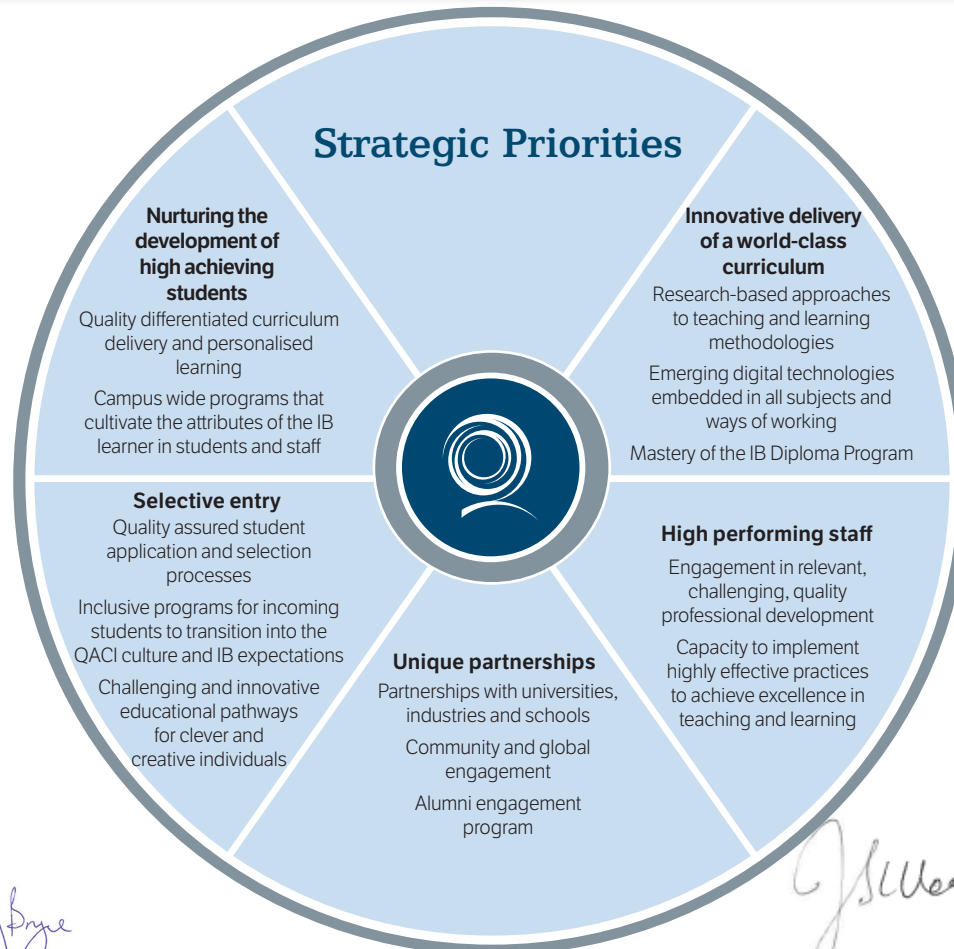 Strategic Priorities
Nurturing the
development of
high achieving
students
Quality differentiated curriculum
delivery and personalised
learning
Campus wide programs that
cultivate the attributes of the IB
learner in students and staff
Innovative delivery
of a world-class
curriculum
Research-based approaches
to teaching and learning
methodologies
Emerging digital technologies
embedded in all subjects and
ways of working
Mastery of the IB Diploma Program
Selective entry
Quality assured student
application and selection
processes
Inclusive programs for incoming
students to transition into the
QACI culture and IB expectations
Challenging and innovative
educational pathways
for clever and
creative individuals
Unique partnerships
Partnerships with universities,
industries and schools
Community and global
engagement
Alumni engagement
program
High performing staff
Engagement in relevant,
challenging, quality
professional development
Capacity to implement
highly effective practices
to achieve excellence in
teaching and learning
Bryce